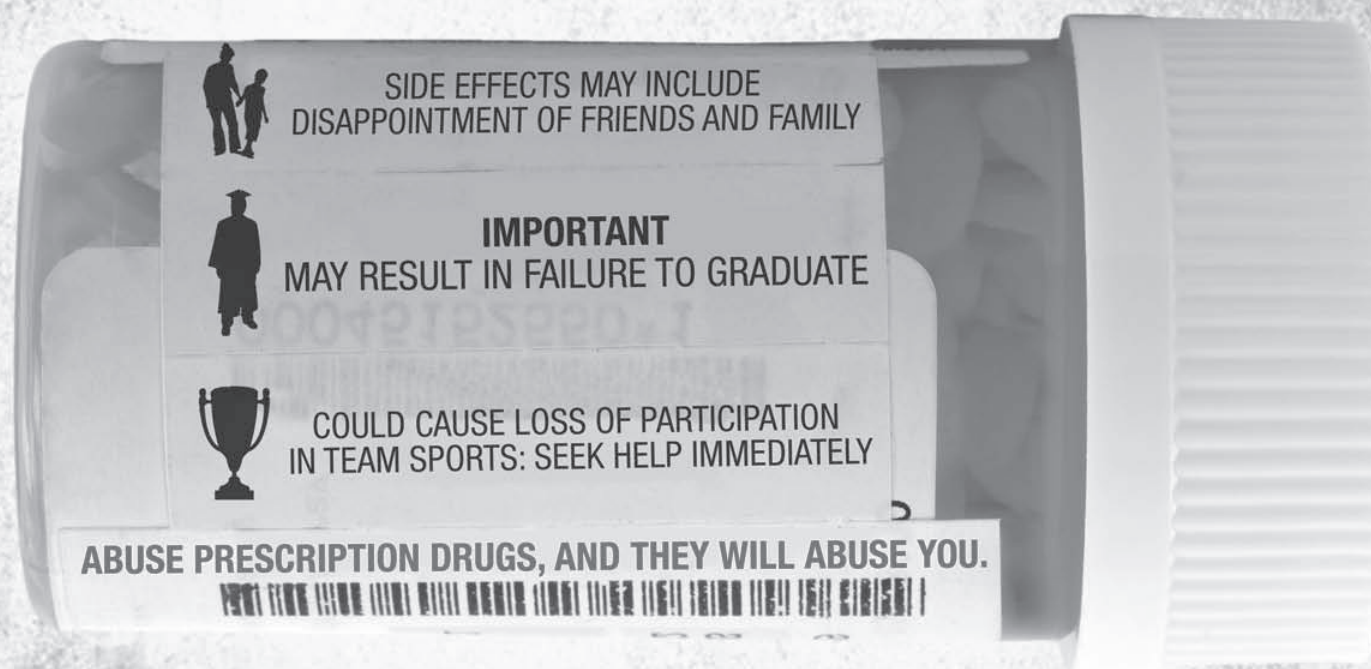 SIDE EFFECTS MAY INCLUDE
DISAPPOINTMENT OF FRIENDS AND FAMILY
IMPORTANT
MAY RESULT IN FAILURE TO GRADUATE
COULD CAUSE LOSS OF PARTICIPATION
IN TEAM SPORTS: SEEK HELP IMMEDIATELY
ABUSE PRESCRIPTION DRUGS, AND THEY WILL ABUSE YOU.